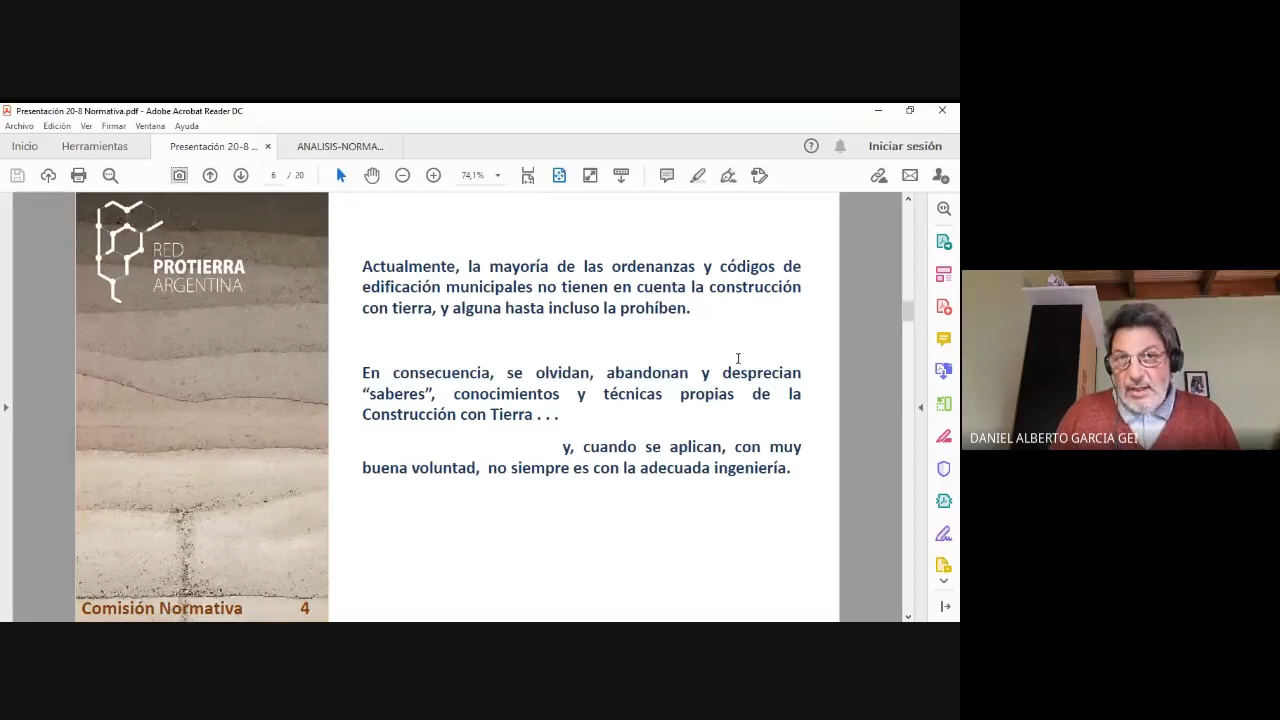 Presentación 20-8 Normativa.pdf - Adobe Acrobat Reader DC
Archivo Edición Ver Firmar Ventana Ayuda
Inicio Herramientas Presentación 20-8 ... × ANALISIS-NORMA... Iniciar sesión
6 / 20 74,1%
RED
PROTIERRA
ARGENTINA
Actualmente, la mayoría de las ordenanzas y códigos de
edificación municipales no tienen en cuenta la construcción
con tierra, y alguna hasta incluso la prohíben.
En consecuencia, se olvidan, abandonan y desprecian
“saberes”, conocimientos y técnicas propias de la
Construcción con Tierra . . .
y, cuando se aplican, con muy
buena voluntad, no siempre es con la adecuada ingeniería.
Comisión Normativa 4
DANIEL ALBERTO GARCIA GEI